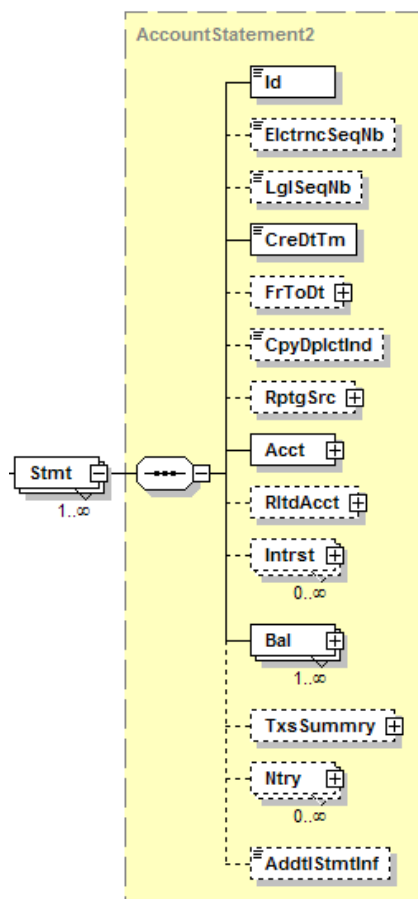 AccountStatement2
Id
ElctrncSeqNb
LglSeqNb
CreDtTm
FrToDt
CpyDplctInd
RptgSrc
Acct
Stmt
1..∞
RltdAcct
Intrst
0..∞
Bal
1..∞
TxsSummry
Ntry
0..∞
AddtlStmtInf